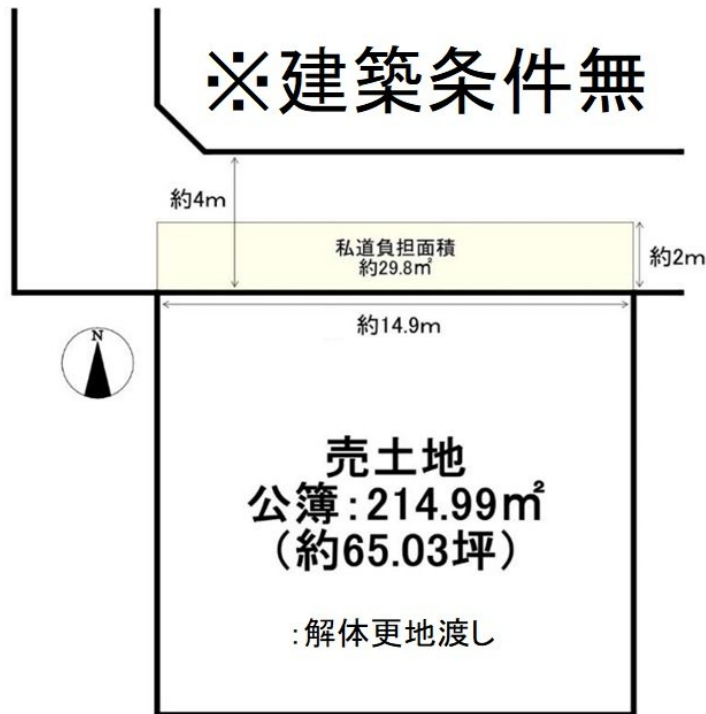 ※建築条件無
約4m
私道負担面積
約29.8㎡
約2m
約14.9m
N
売土地
公簿:214.99㎡
(約65.03坪)
:解体更地渡し